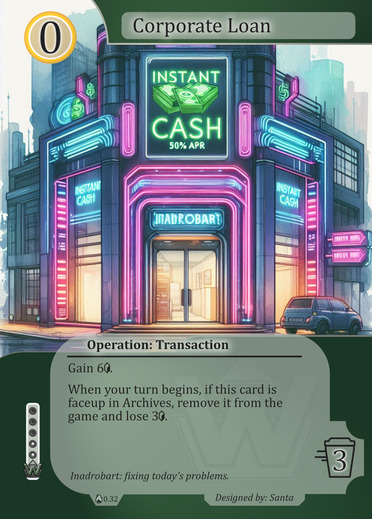 0
Corporate Loan
INSTANT
CASH
50% APR
INSTANT
CASH
INSTANT
CASH
INADROBART
Operation: Transaction
Gain 6
When your turn begins, if this card is
faceup in Archives, remove it from the
game and lose 3
3
Inadrobart: fixing today's problems.
0.32
Designed by: Santa